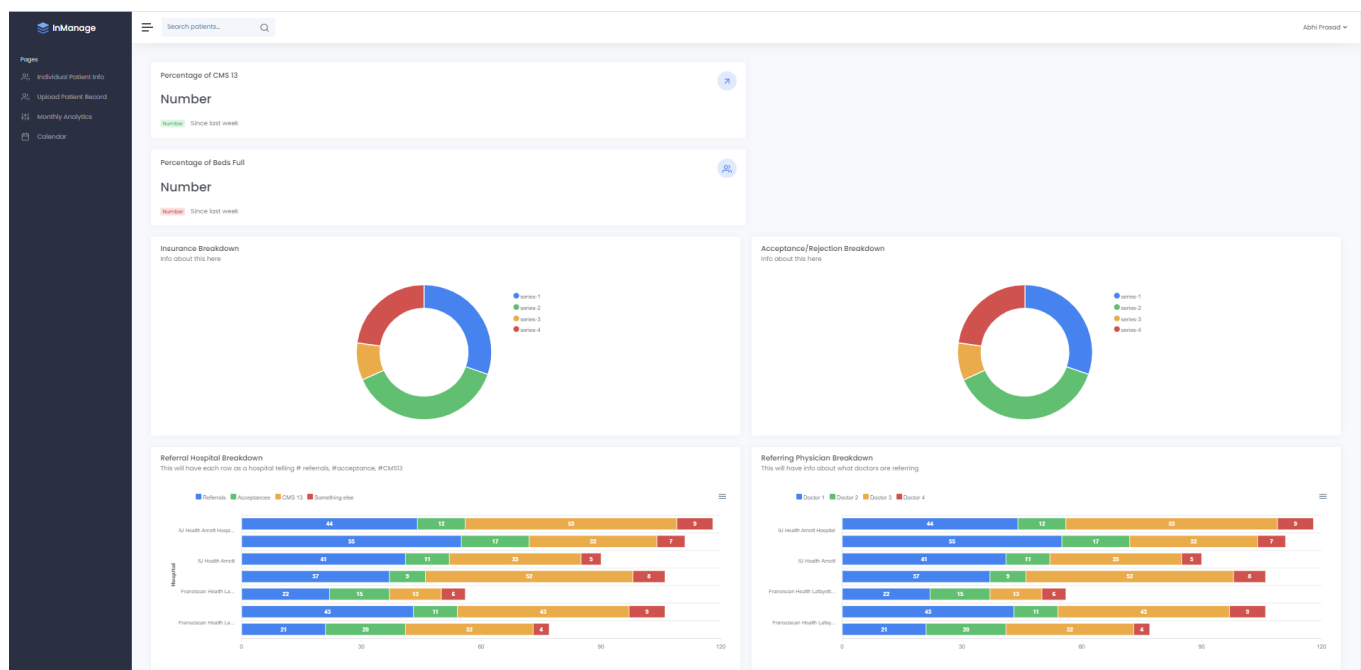 InManage
Search patients...
Abhi Prasad
Pages
Individual Patient Info
Upload Patient Record
Monthly Analytics
Calendar
Percentage of CMS 13
Number
Number Since last week
Percentage of Beds Full
Number
Number Since last week
Insurance Breakdown
Info about this here
series-1
series-2
series-3
series-4
Acceptance/Rejection Breakdown
Info about this here
series-1
series-2
series-3
series-4
Referral Hospital Breakdown
This will have each row as a hospital telling # referrals, #acceptance, #CMS13
Referrals Acceptances CMS 13 Something else
Hospital
IU Health Arnott Hospi...
44 12 53 9
55 17 32 7
IU Health Arnott
41 11 33 5
37 9 52 8
Franciscan Health La...
22 15 13 6
43 11 43 9
Fransiscan Health La...
21 29 32 4
0 30 60 90 120
Referring Physician Breakdown
This will have info about what doctors are referring
Doctor 1 Doctor 2 Doctor 3 Doctor 4
IU Health Arnott Hospital
44 12 53 9
55 17 32 7
IU Health Arnott
41 11 33 5
37 9 52 8
Franciscan Health Lafayett...
22 15 13 6
43 11 43 9
Fransiscan Health Lafay...
21 29 32 4
0 30 60 90 120